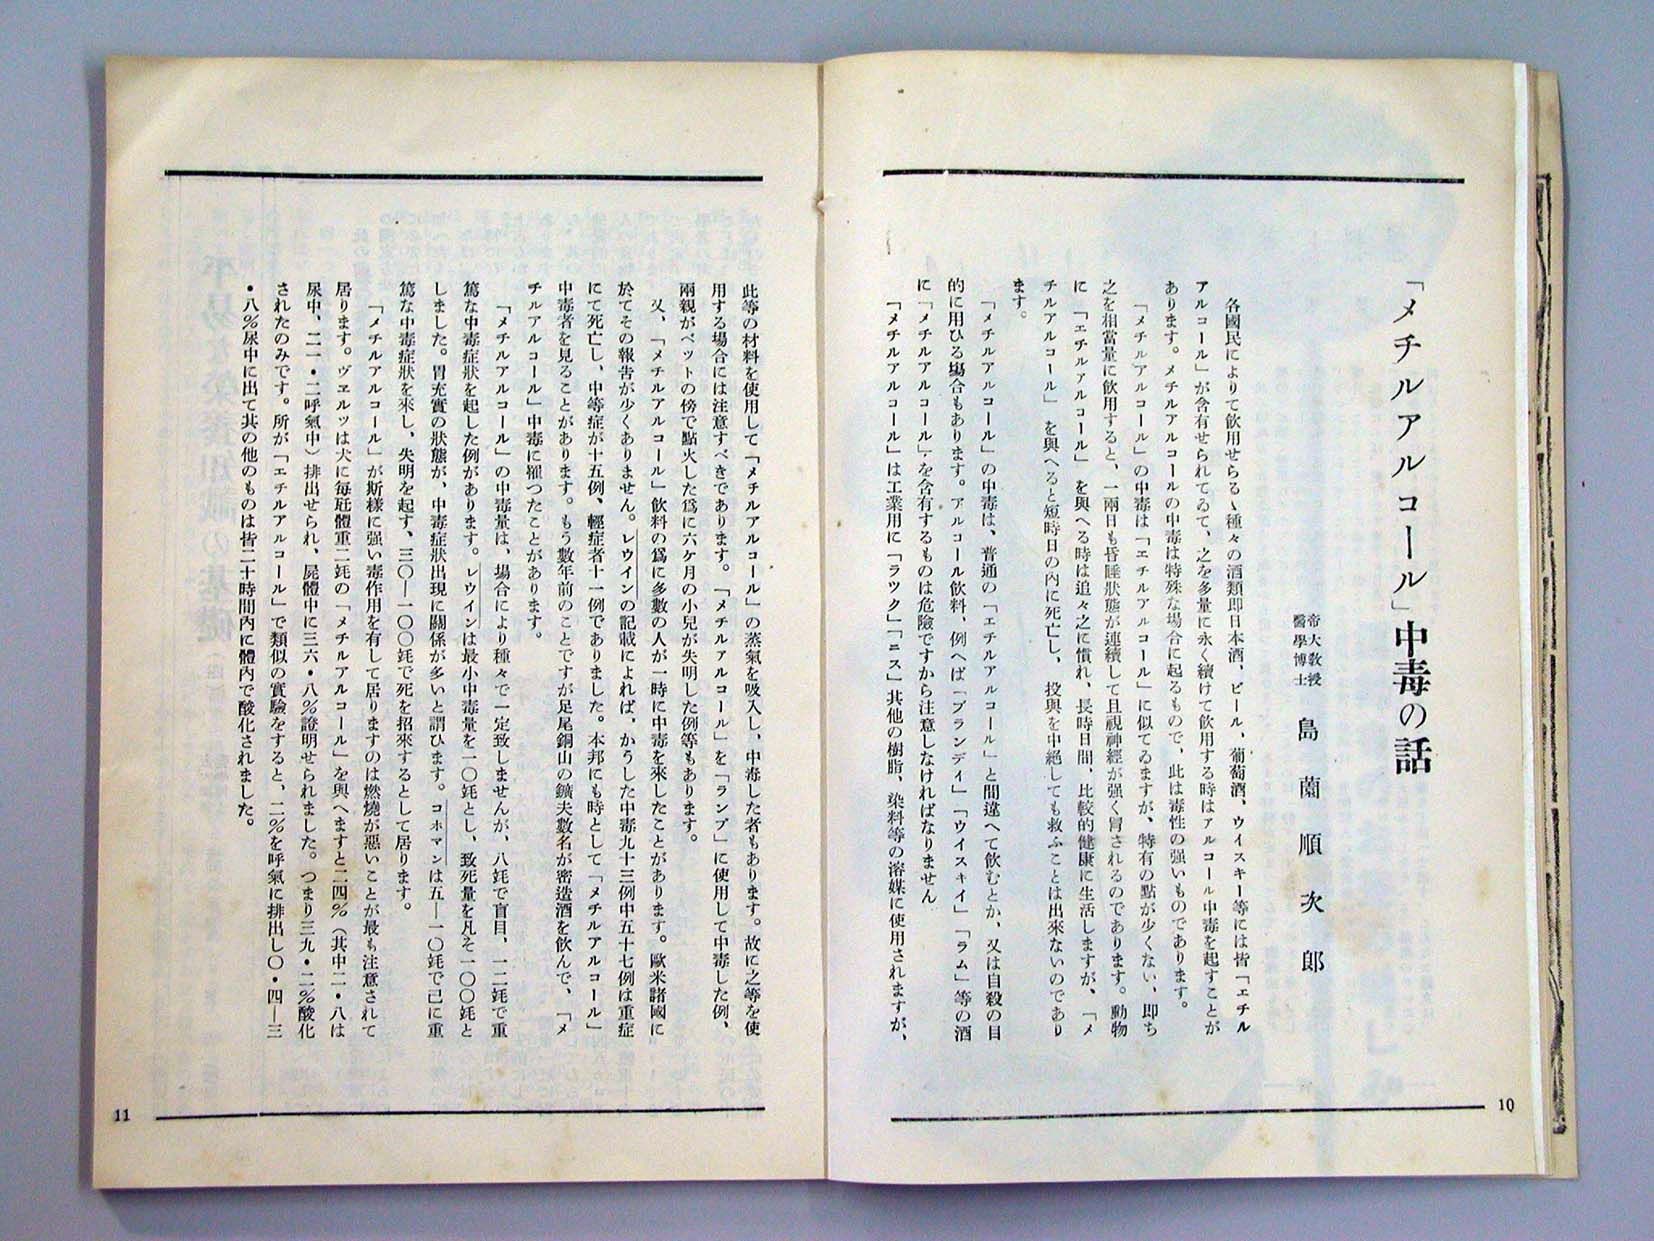 「メチルアルコール」中毒の話
帝大教授
醫學博士
島薗順次郎
各國民によりて飲用せらるゝ種々の酒類即日本酒、ビール、葡萄酒、ウイスキー等には皆「エチル
アルコール」が含有せられてゐて、之を多量に永く續けて飲用する時はアルコール中毒を起すことが
あります。メチルアルコールの中毒は特殊な場合に起るもので、此は毒性の强いものであります。
「メチルアルコール」の中毒は「エチルアルコール」に似てゐますが、特有の點が少くない、即ち
之を相當量に飲用すると、一兩日も昏睡狀態が連續して且視神經が强く冒されるのであります。動物
に「エチルアルコール」を與へる時は追々之に慣れ、長時日間、比較的健康に生活しますが、「メ
チルアルコール」を與へると短時日の內に死亡し、投與を中絕しても救ふことは出來ないのであり
ます。
「メチルアルコール」の中毒は、普通の「エチルアルコール」と間違へて飲むとか、又は自殺の目
的に用ひる場合もあります。アルコール飲料、例へば「ブランディ」「ウイスキイ」「ラム」等の酒
に「メチルアルコール」を含有するものは危險ですから注意しなければなりません
「メチルアルコール」は工業用に「ラツク」「ニス」其他の樹脂、染料等の溶媒に使用されますが、
10
此等の材料を使用して「メチルアルコール」の蒸氣を吸入し、中毒した者もあります。故に之等を使
用する場合には注意すべきであります。「メチルアルコール」を「ランプ」に使用して中毒した例、
兩親がベットの傍で點火した爲に六ケ月の小兒が失明した例等もあります。
又、「メチルアルコール」飲料の爲に多數の人が一時に中毒を來したことがあります。歐米諸國に
於てその報吿が少くありません。レウインの記載によれば、かうした中毒九十三例中五十七例は重症
にて死亡し、中等症が十五例、輕症者十一例でありました。本邦にも時として「メチルアルコール」
中毒者を見ることがあります。もう數年前のことですが足尾銅山の鑛夫數名が密造酒を飲んで、「メ
チルアルコール」中毒に罹つたことがあります。
「メチルアルコール」の中毒量は、場合により種々で一定致しませんが、八瓱で盲目、一二瓱で重
篤な中毒症狀を起した例があります。レウインは最小中毒量を一〇瓱とし、致死量を凡そ一〇〇瓱と
しました。胃充實の狀態が、中毒症狀出現に關係が多いと謂ひます。コホマンは五―一〇瓱で已に重
篤な中毒症狀を來し、失明を起す、三〇―一〇〇瓱で死を招來するとして居ります。
「メチルアルコール」が斯樣に强い毒作用を有して居りますのは燃燒が惡いことが最も注意されて
居ります。ヴエルツは犬に每瓩體重二瓱の「メチルアルコール」を與へますと二四％（其中二・八は
尿中、二一・二呼氣中）排出せられ、屍體中に三六・八％證明せられました。つまり三九・二％酸化
されたのみです。所が「エチルアルコール」で類似の實驗をすると、二％を呼氣に排出し〇・四―三
・八％尿中に出て其の他のものは皆二十時間內に體內で酸化されました。
11